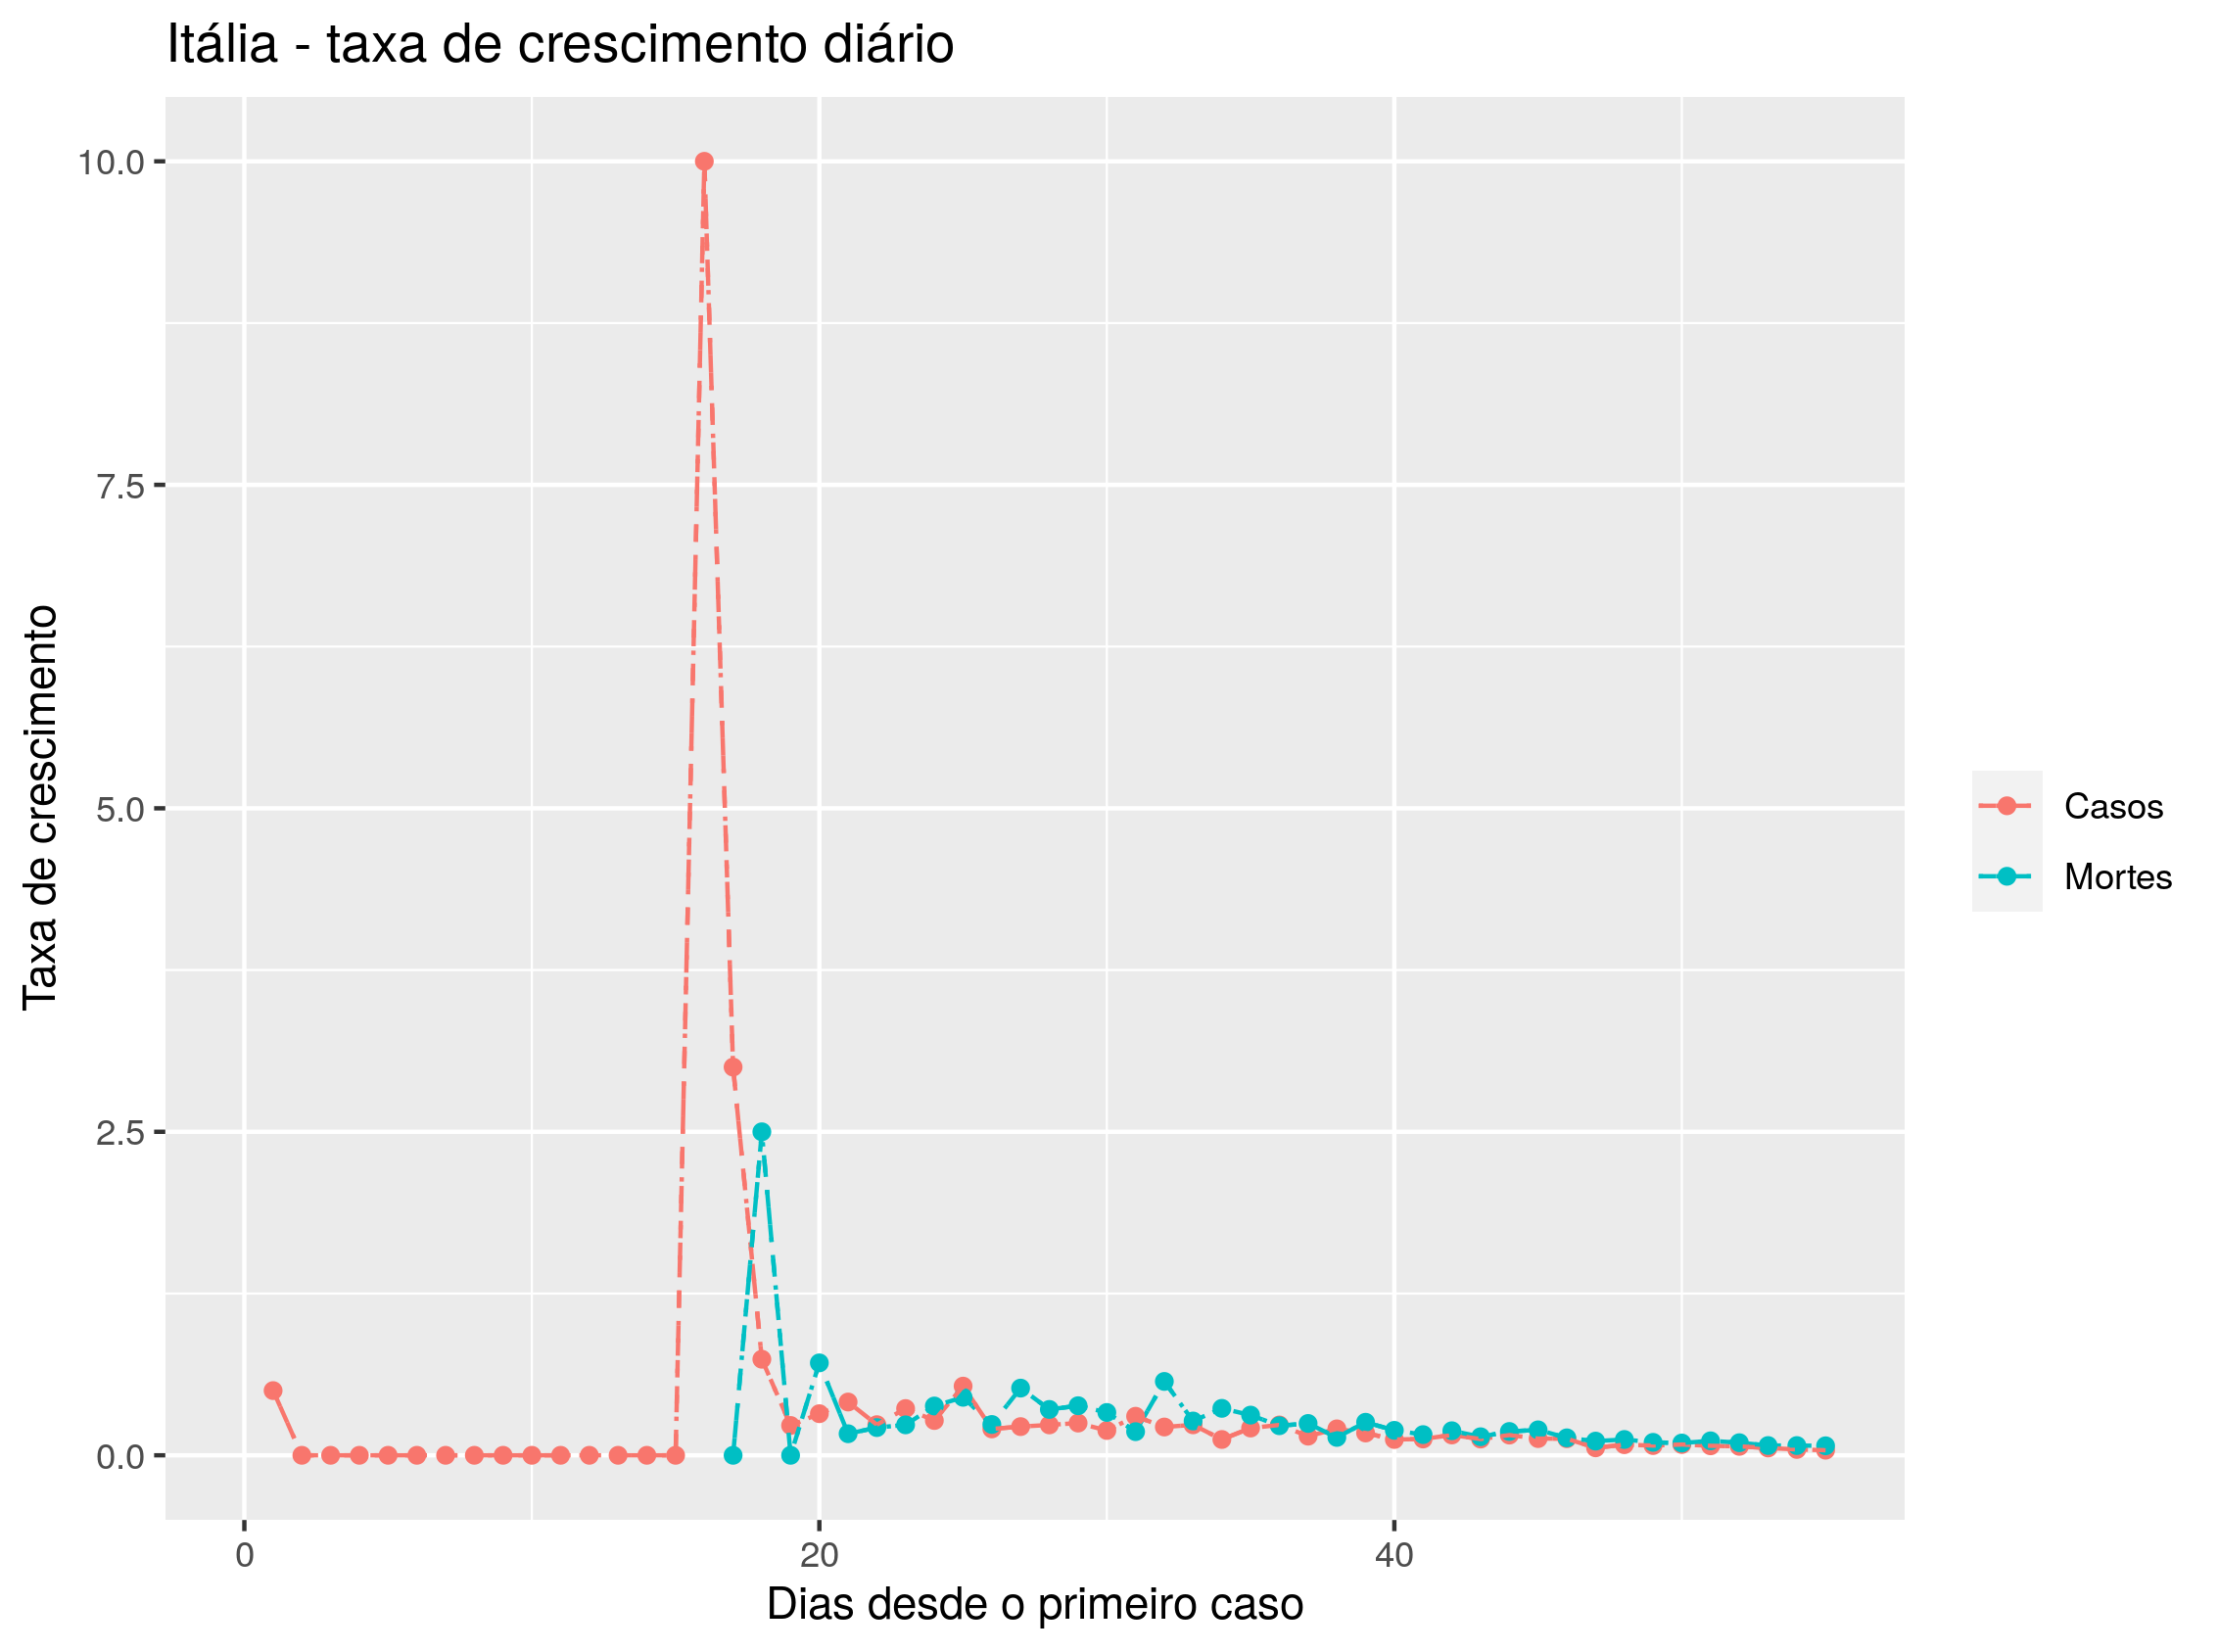 Itália - taxa de crescimento diário
Taxa de crescimento
10.0
7.5
5.0
2.5
0.0
0
20
40
Dias desde o primeiro caso
Casos
Mortes